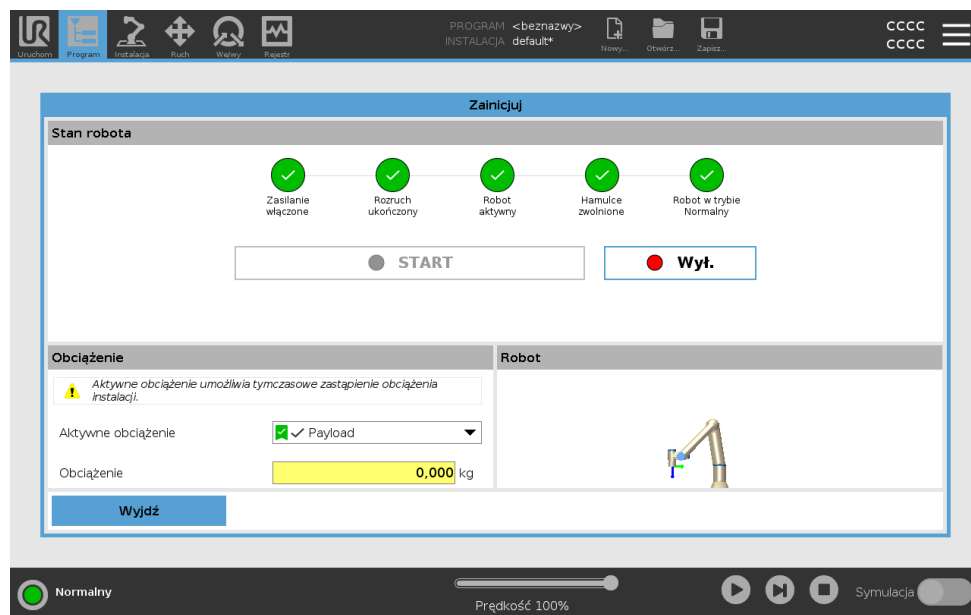 PROGRAM <beznazwy>
INSTALACJA default*
CCCC
CCCC
Uruchom Program Instalacja Ruch We/wy Rejestr Nowy... Otwórz... Zapisz...
Zainicjuj
Stan robota
Zasilanie włączone
Rozruch ukończony
Robot aktywny
Hamulce zwolnione
Robot w trybie Normalny
START Wył.
Obciążenie Robot
Aktywne obciążenie umożliwia tymczasowe zastąpienie obciążenia
instalacji.
Aktywne obciążenie Payload
Obciążenie 0,000 kg
Wyjdź
Normalny
Prędkość 100%
Symulacja